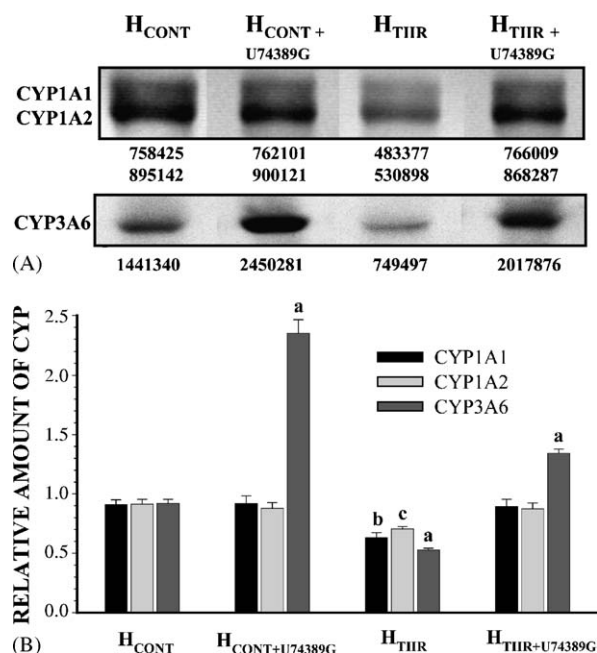 H_CONT H_CONT + U74389G H_TIIR H_TIIR + U74389G
CYP1A1
CYP1A2
758425 762101 483377 766009
895142 900121 530898 868287
CYP3A6
(A) 1441340 2450281 749497 2017876
RELATIVE AMOUNT OF CYP
2.5
2.0
1.5
1.0
0.5
0.0
a
b c a
a
CYP1A1
CYP1A2
CYP3A6
(B) H_CONT H_CONT+U74389G H_TIIR H_TIIR+U74389G